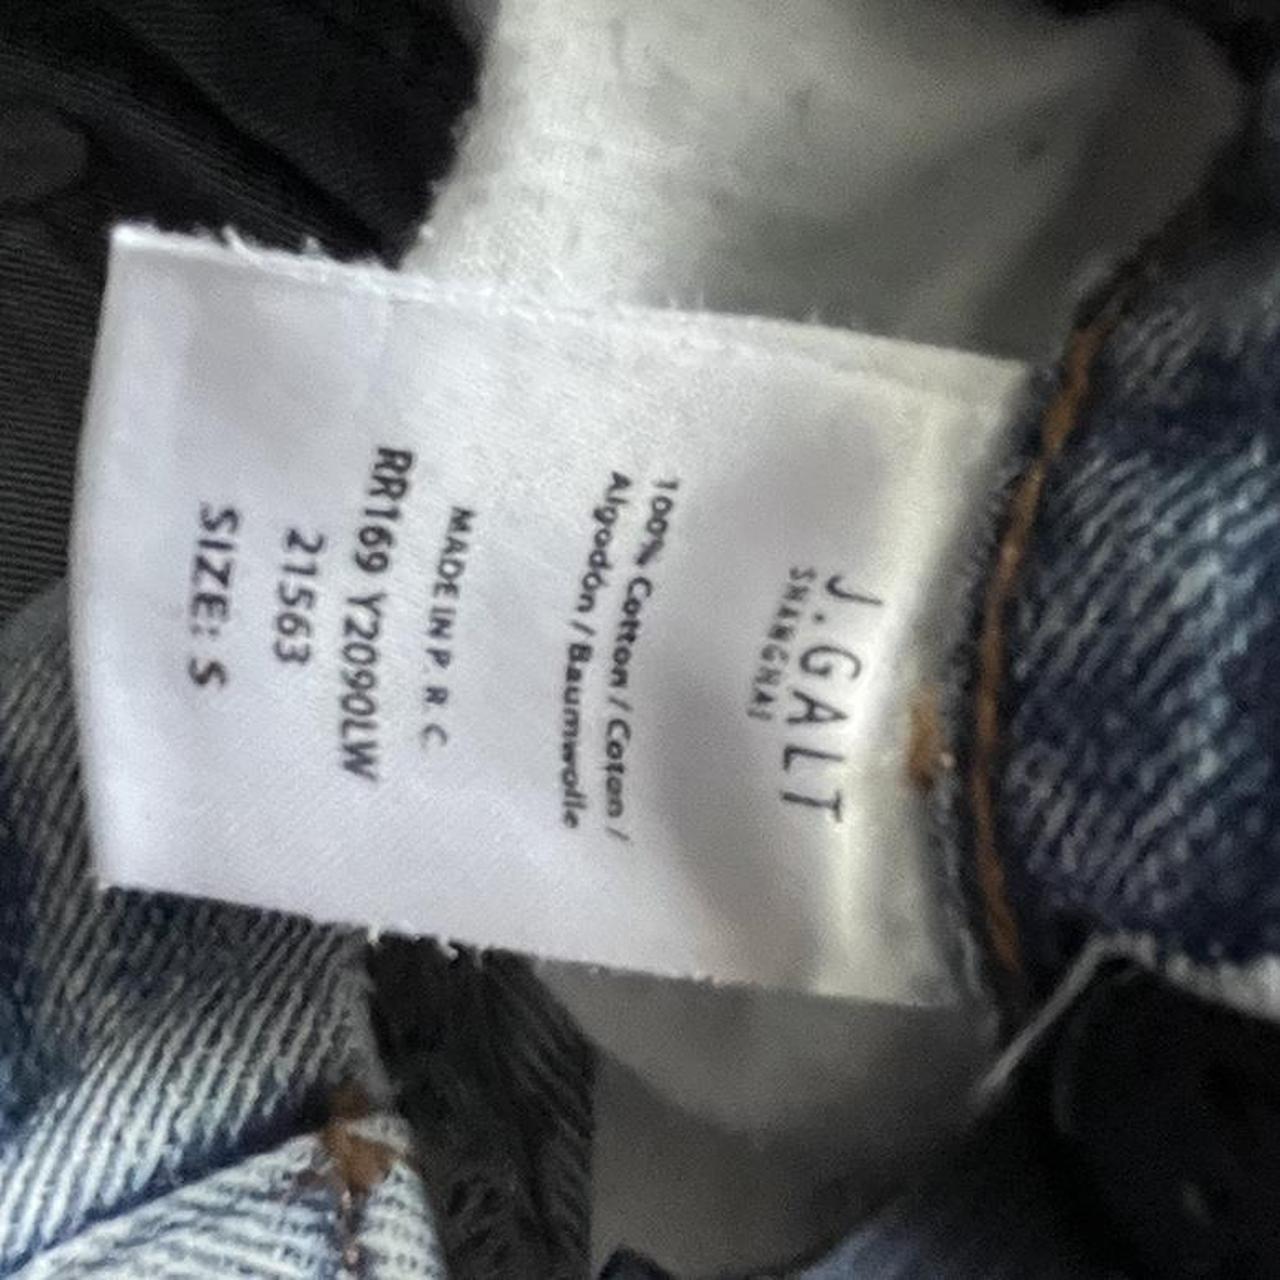 J.GALT
SHANGHAI
100% Cotton / Coton /
Algodón / Baumwolle
MADE IN P. R. C
RR169 Y2090LW
21563
SIZE: S